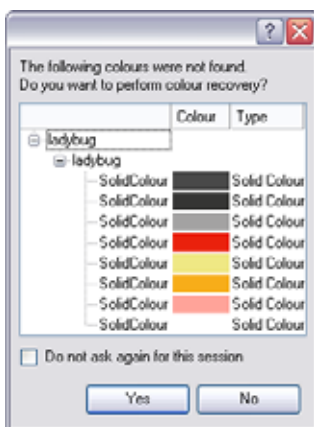 The following colours were not found.
Do you want to perform colour recovery?
Colour Type
ladybug
ladybug
SolidColour Solid Colour
SolidColour Solid Colour
SolidColour Solid Colour
SolidColour Solid Colour
SolidColour Solid Colour
SolidColour Solid Colour
SolidColour Solid Colour
SolidColour Solid Colour
Do not ask again for this session
Yes No